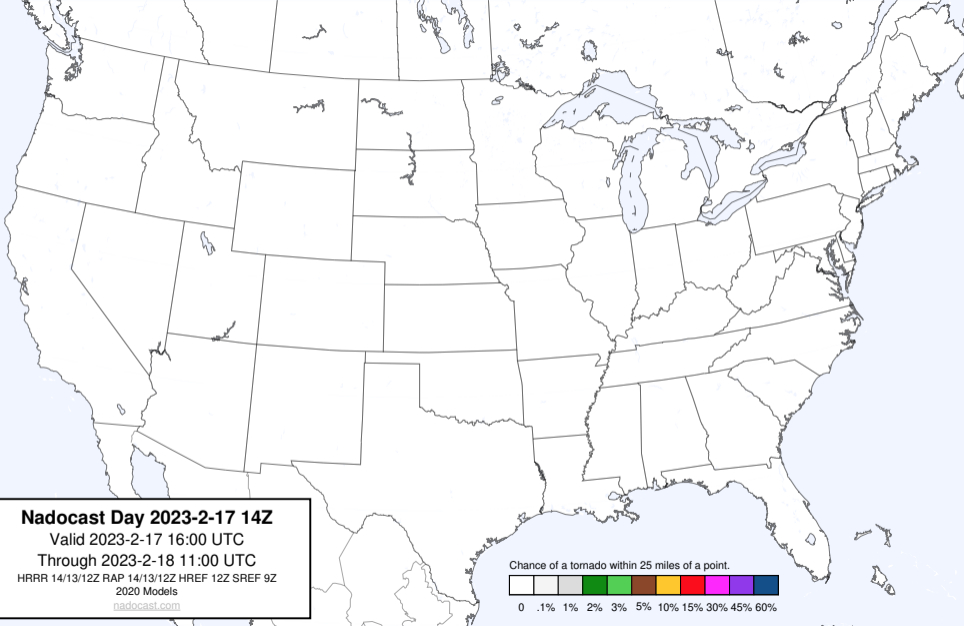 Nadocast Day 2023-2-17 14Z
Valid 2023-2-17 16:00 UTC
Through 2023-2-18 11:00 UTC
HRRR 14/13/12Z RAP 14/13/12Z HREF 12Z SREF 9Z
2020 Models
nadocast.com
Chance of a tornado within 25 miles of a point.
0 .1% 1% 2% 3% 5% 10% 15% 30% 45% 60%